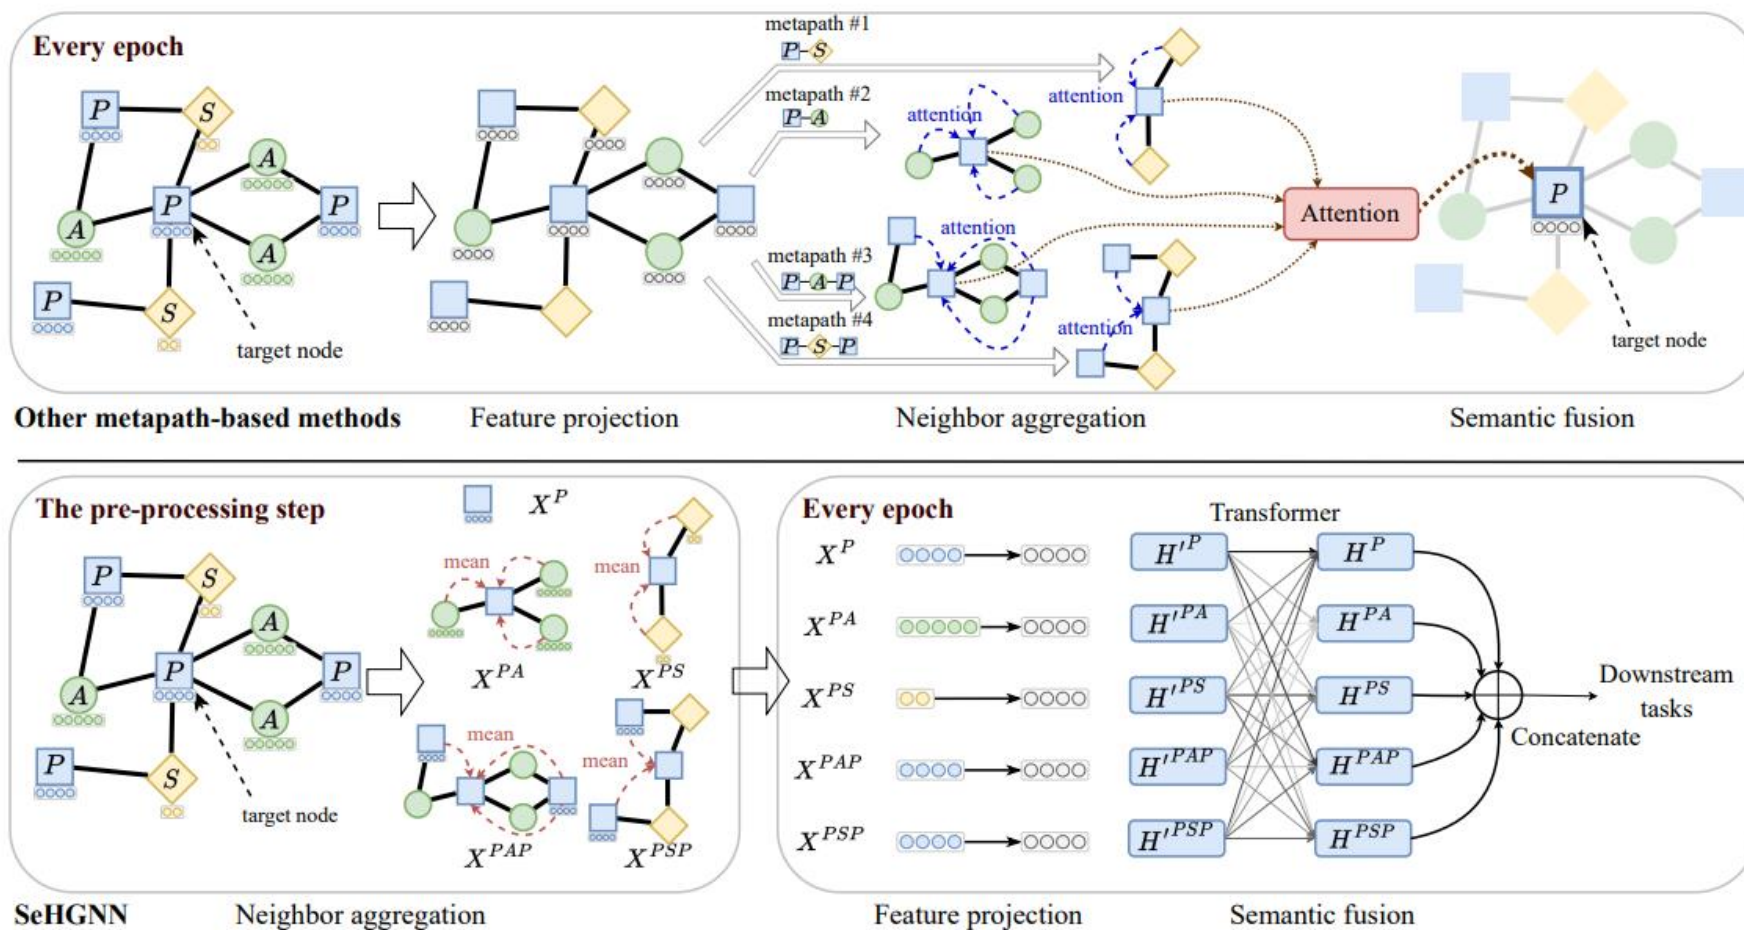 Every epoch
metapath #1
P-S
metapath #2
P-A
attention
attention
P
S
A
P
P
A
A
P
S
target node
attention
metapath #3
P-A-P
metapath #4
P-S-P
attention
Attention
P
target node
Other metapath-based methods
Feature projection
Neighbor aggregation
Semantic fusion
The pre-processing step
X^P
mean
mean
P
S
A
P
P
A
A
P
S
target node
X^{PA}
X^{PS}
mean
mean
X^{PAP}
X^{PSP}
Every epoch
Transformer
X^P
H'^P
H^P
X^{PA}
H'^{PA}
H^{PA}
X^{PS}
H'^{PS}
H^{PS}
X^{PAP}
H'^{PAP}
H^{PAP}
X^{PSP}
H'^{PSP}
H^{PSP}
Downstream
tasks
Concatenate
SeHGNN
Neighbor aggregation
Feature projection
Semantic fusion